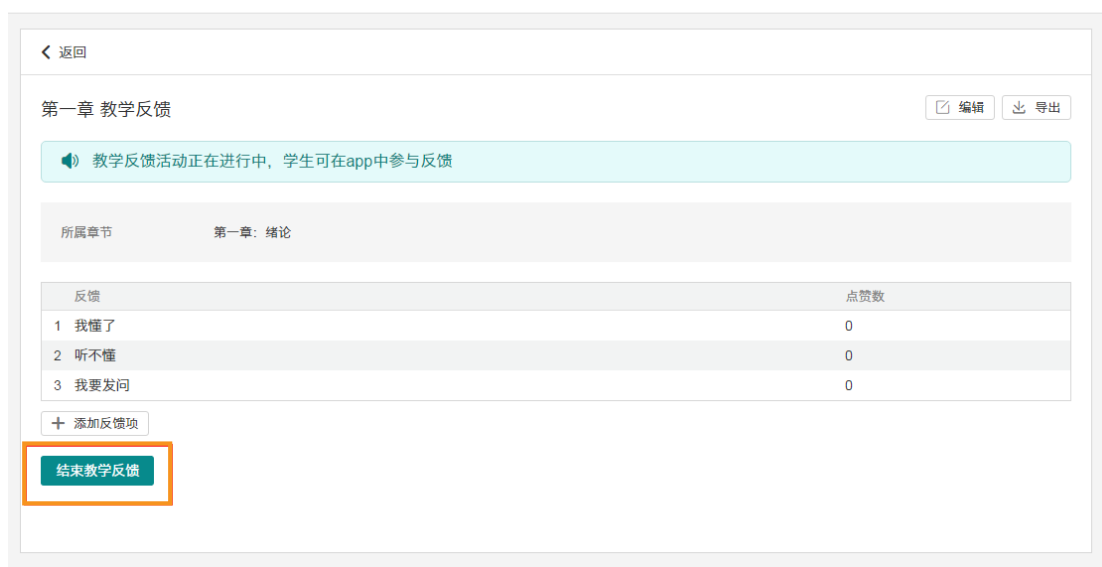 返回
第一章 教学反馈
编辑 导出
教学反馈活动正在进行中，学生可在app中参与反馈
所属章节 第一章：绪论
反馈 点赞数
1 我懂了 0
2 听不懂 0
3 我要发问 0
添加反馈项
结束教学反馈